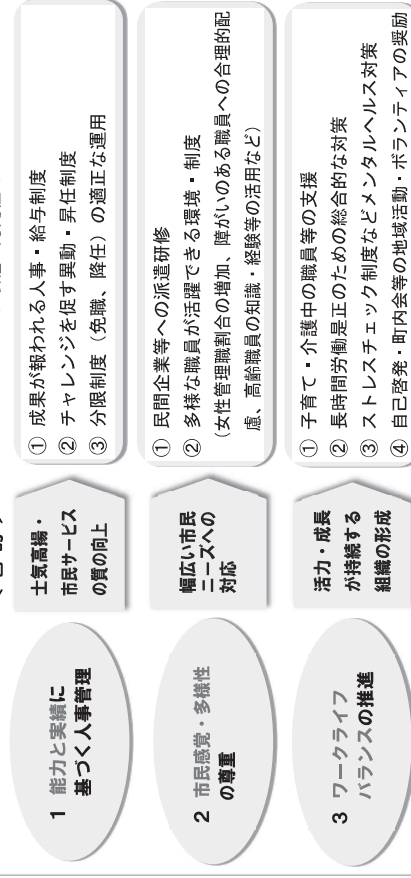 1 能力と実績に
基づく人事管理
士気高揚・
市民サービス
の質の向上
① 成果が報われる人事・給与制度
② チャレンジを促す異動・昇任制度
③ 分限制度（免職、降任）の適正な運用
2 市民感覚・多様性
の尊重
幅広い市民
ニーズへの
対応
① 民間企業等への派遣研修
② 多様な職員が活躍できる環境・制度
（女性管理職割合の増加、障がいのある職員への合理的配
慮、高齢職員の知識・経験等の活用など）
3 ワークライフ
バランスの推進
活力・成長
が持続する
組織の形成
① 子育て・介護中の職員等の支援
② 長時間労働是正のための総合的な対策
③ ストレスチェック制度などメンタルヘルス対策
④ 自己啓発・町内会等の地域活動・ボランティアの奨励